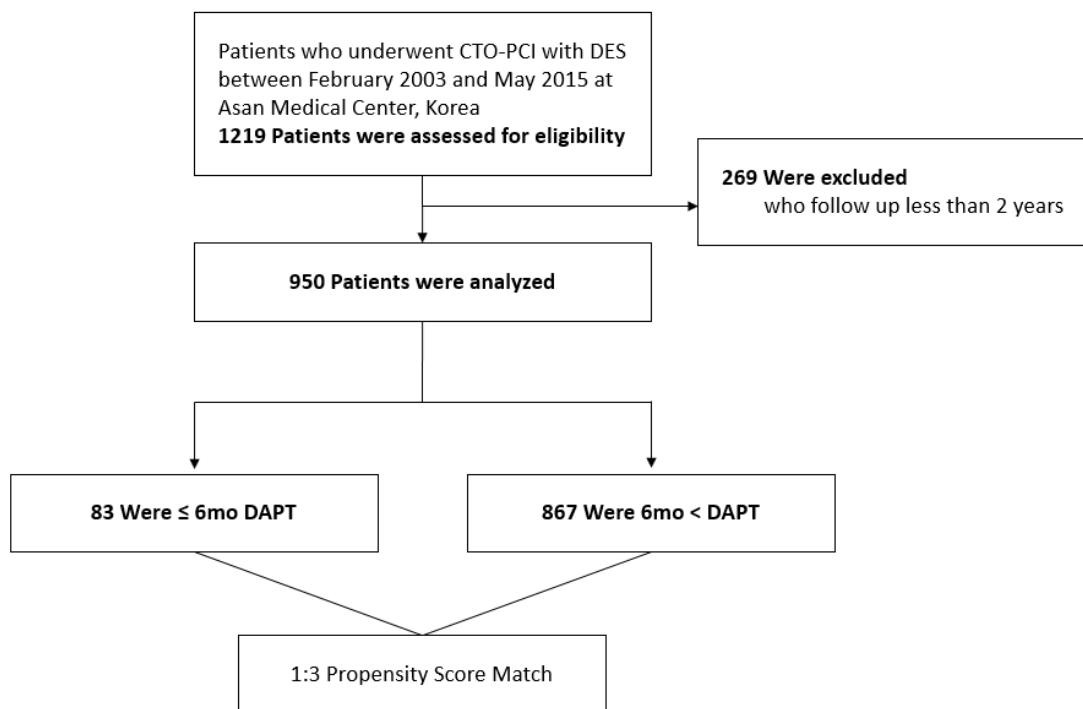 Patients who underwent CTO-PCI with DES
between February 2003 and May 2015 at
Asan Medical Center, Korea
1219 Patients were assessed for eligibility
269 Were excluded
who follow up less than 2 years
950 Patients were analyzed
83 Were ≤ 6mo DAPT
867 Were 6mo < DAPT
1:3 Propensity Score Match